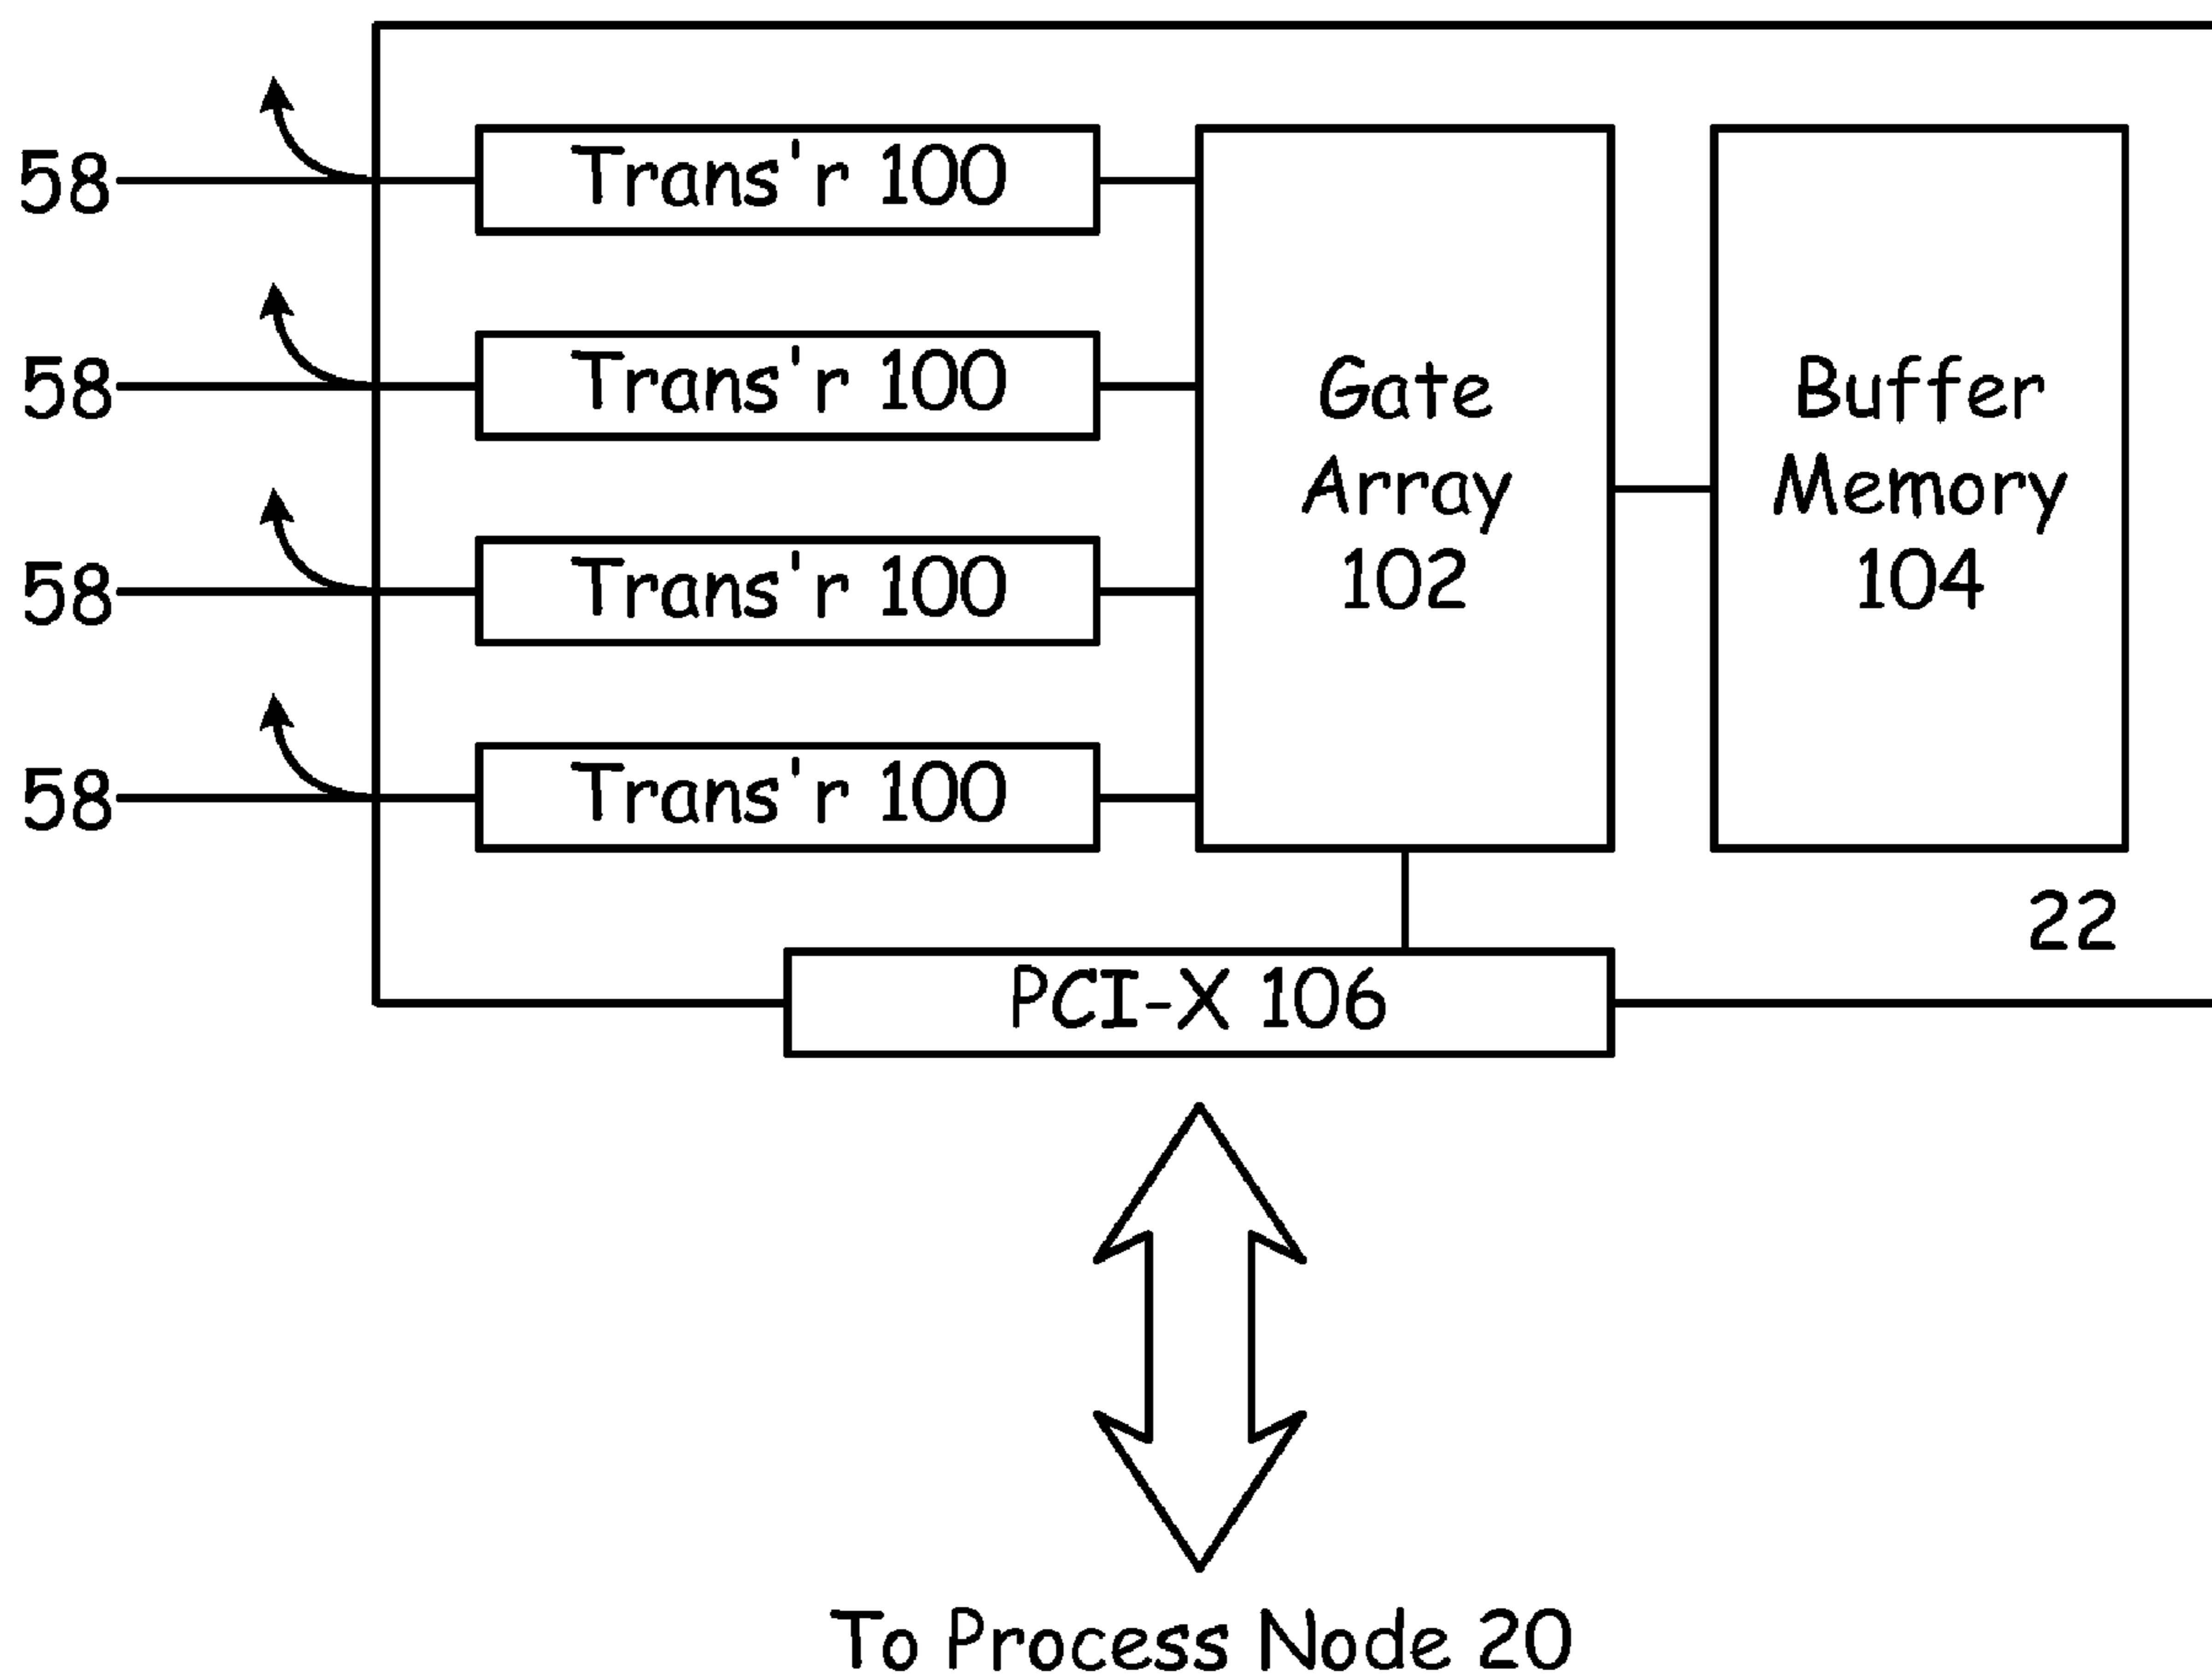 58
Trans'r 100
58
Trans'r 100
58
Trans'r 100
58
Trans'r 100
Gate
Array
102
Buffer
Memory
104
22
PCI-X 106
To Process Node 20